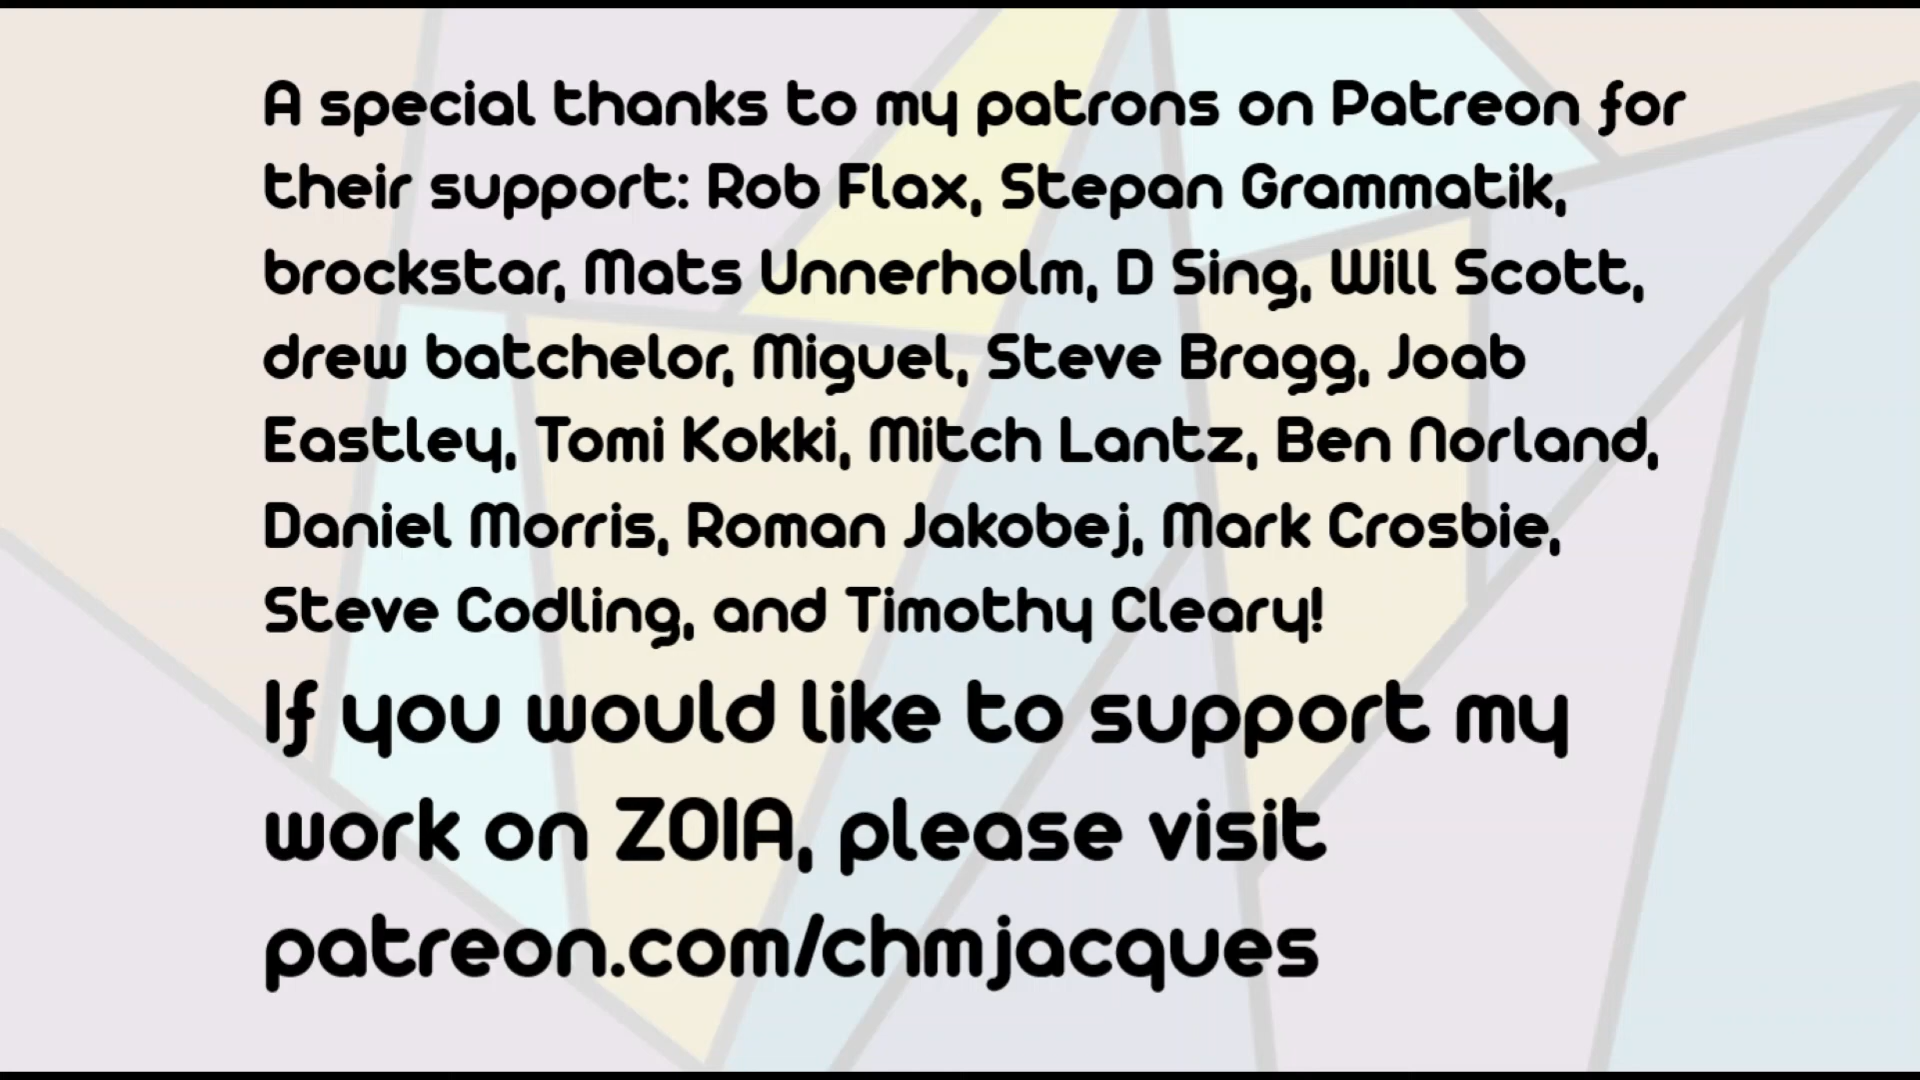 A special thanks to my patrons on Patreon for
their support: Rob Flax, Stepan Grammatik,
brockstar, Mats Unnerholm, D Sing, Will Scott,
drew batchelor, Miguel, Steve Bragg, Joab
Eastley, Tomi Kokki, Mitch Lantz, Ben Norland,
Daniel Morris, Roman Jakobej, Mark Crosbie,
Steve Codling, and Timothy Cleary!
If you would like to support my
work on ZOIA, please visit
patreon.com/chmjacques